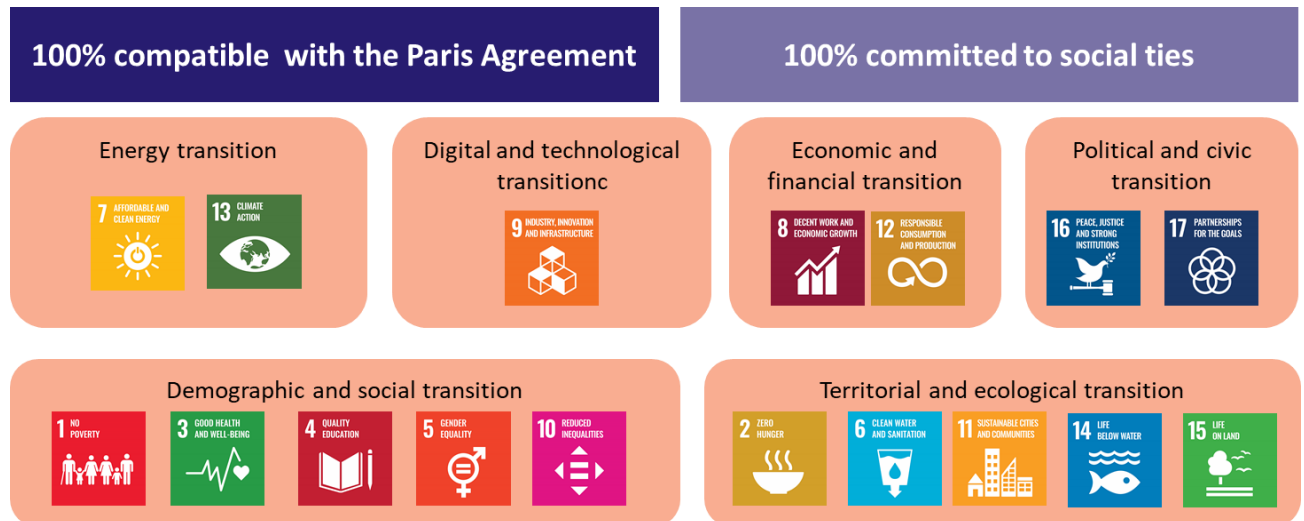 100% compatible with the Paris Agreement
100% committed to social ties
Energy transition
7 AFFORDABLE AND
CLEAN ENERGY
13 CLIMATE
ACTION
Digital and technological
transitionc
9 INDUSTRY, INNOVATION
AND INFRASTRUCTURE
Economic and
financial transition
8 DECENT WORK AND
ECONOMIC GROWTH
12 RESPONSIBLE
CONSUMPTION
AND PRODUCTION
Political and civic
transition
16 PEACE, JUSTICE
AND STRONG
INSTITUTIONS
17 PARTNERSHIPS
FOR THE GOALS
Demographic and social transition
1 NO
POVERTY
3 GOOD HEALTH
AND WELL-BEING
4 QUALITY
EDUCATION
5 GENDER
EQUALITY
10 REDUCED
INEQUALITIES
Territorial and ecological transition
2 ZERO
HUNGER
6 CLEAN WATER
AND SANITATION
11 SUSTAINABLE CITIES
AND COMMUNITIES
14 LIFE
BELOW WATER
15 LIFE
ON LAND